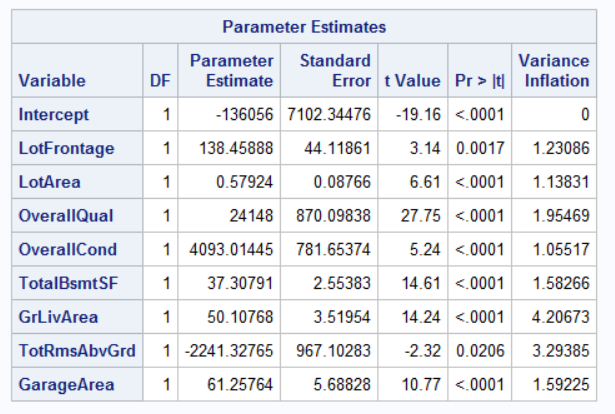 Parameter Estimates
Variable DF Parameter Estimate Standard Error t Value Pr > |t| Variance Inflation
Intercept 1 -136056 7102.34476 -19.16 <.0001 0
LotFrontage 1 138.45888 44.11861 3.14 0.0017 1.23086
LotArea 1 0.57924 0.08766 6.61 <.0001 1.13831
OverallQual 1 24148 870.09838 27.75 <.0001 1.95469
OverallCond 1 4093.01445 781.65374 5.24 <.0001 1.05517
TotalBsmtSF 1 37.30791 2.55383 14.61 <.0001 1.58266
GrLivArea 1 50.10768 3.51954 14.24 <.0001 4.20673
TotRmsAbvGrd 1 -2241.32765 967.10283 -2.32 0.0206 3.29385
GarageArea 1 61.25764 5.68828 10.77 <.0001 1.59225